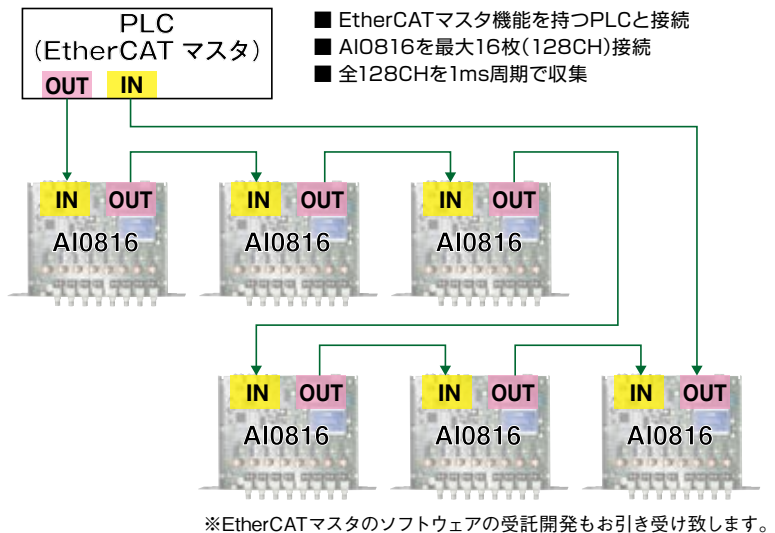 PLC
(EtherCAT マスタ)
OUT IN
■ EtherCATマスタ機能を持つPLCと接続
■ AI0816を最大16枚(128CH)接続
■ 全128CHを1ms周期で収集
IN OUT
AI0816
IN OUT
AI0816
IN OUT
AI0816
IN OUT
AI0816
IN OUT
AI0816
IN OUT
AI0816
※EtherCATマスタのソフトウェアの受託開発もお引き受け致します。